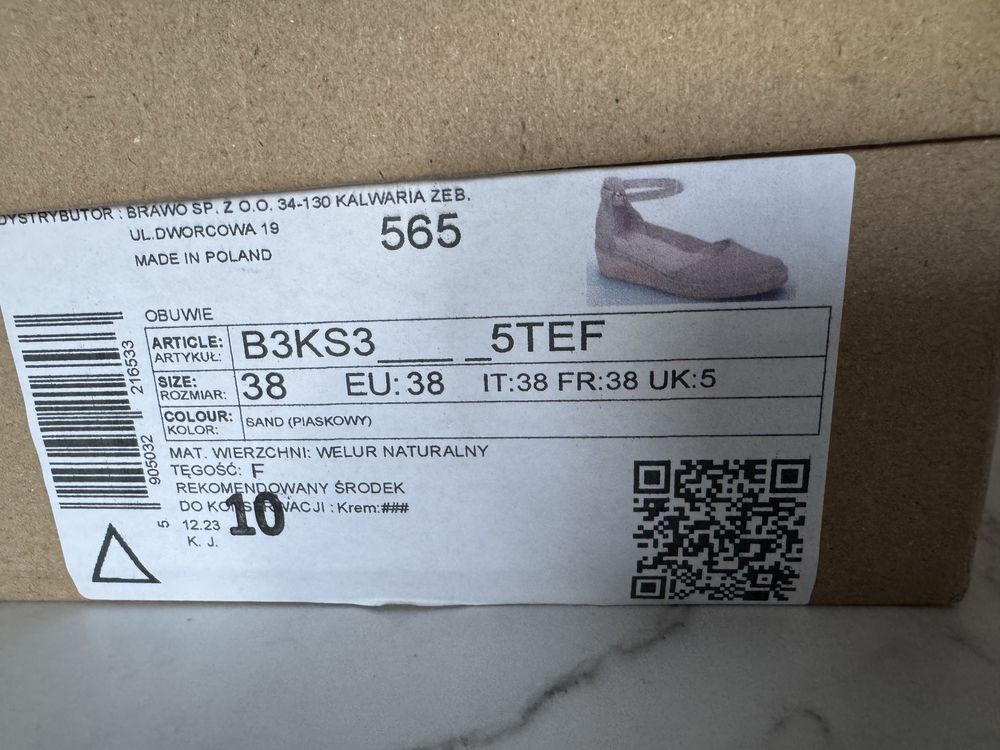 DYSTRYBUTOR : BRAWO SP. Z O.O. 34-130 KALWARIA ZEB.
UL.DWORCOWA 19
565
MADE IN POLAND
OBUWIE
ARTICLE: B3KS3____ _5TEF
ARTYKUŁ:
SIZE: 38 EU: 38 IT:38 FR:38 UK:5
ROZMIAR:
COLOUR: SAND (PIASKOWY)
KOLOR:
MAT. WIERZCHNI: WELUR NATURALNY
TĘGOŚĆ: F
REKOMENDOWANY ŚRODEK
DO KONSERWACJI : Krem:###
12.23
10
K. J.
5 905032 216533